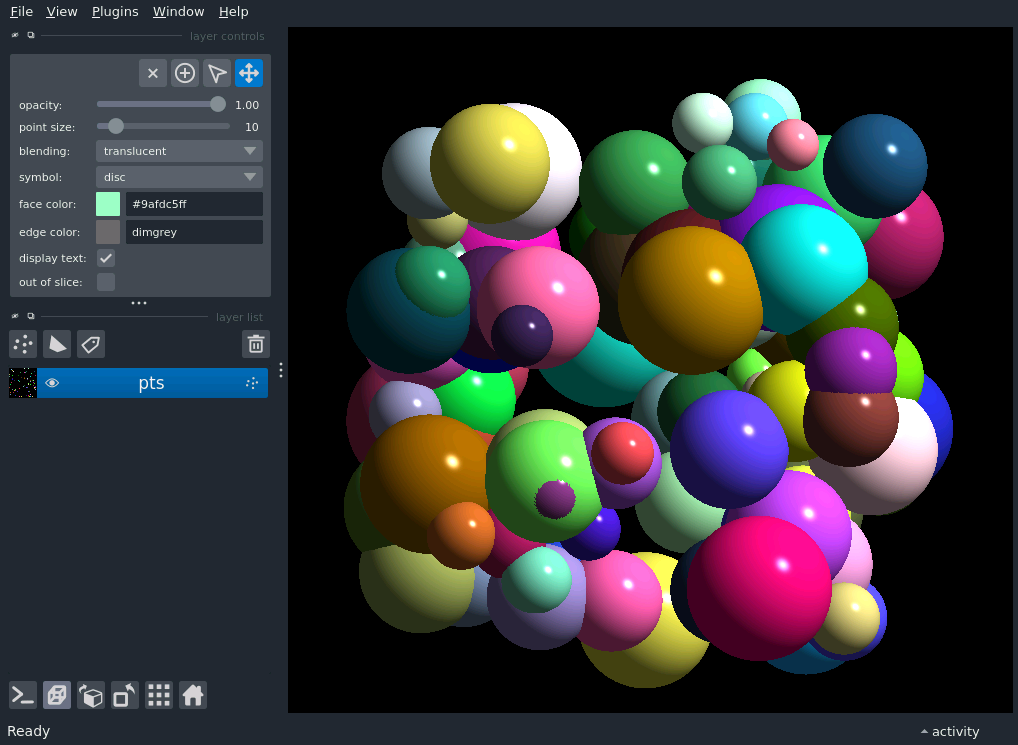 File View Plugins Window Help
layer controls
opacity: 1.00
point size: 10
blending: translucent
symbol: disc
face color: #9afdc5ff
edge color: dimgrey
display text:
out of slice:
layer list
pts
Ready
activity